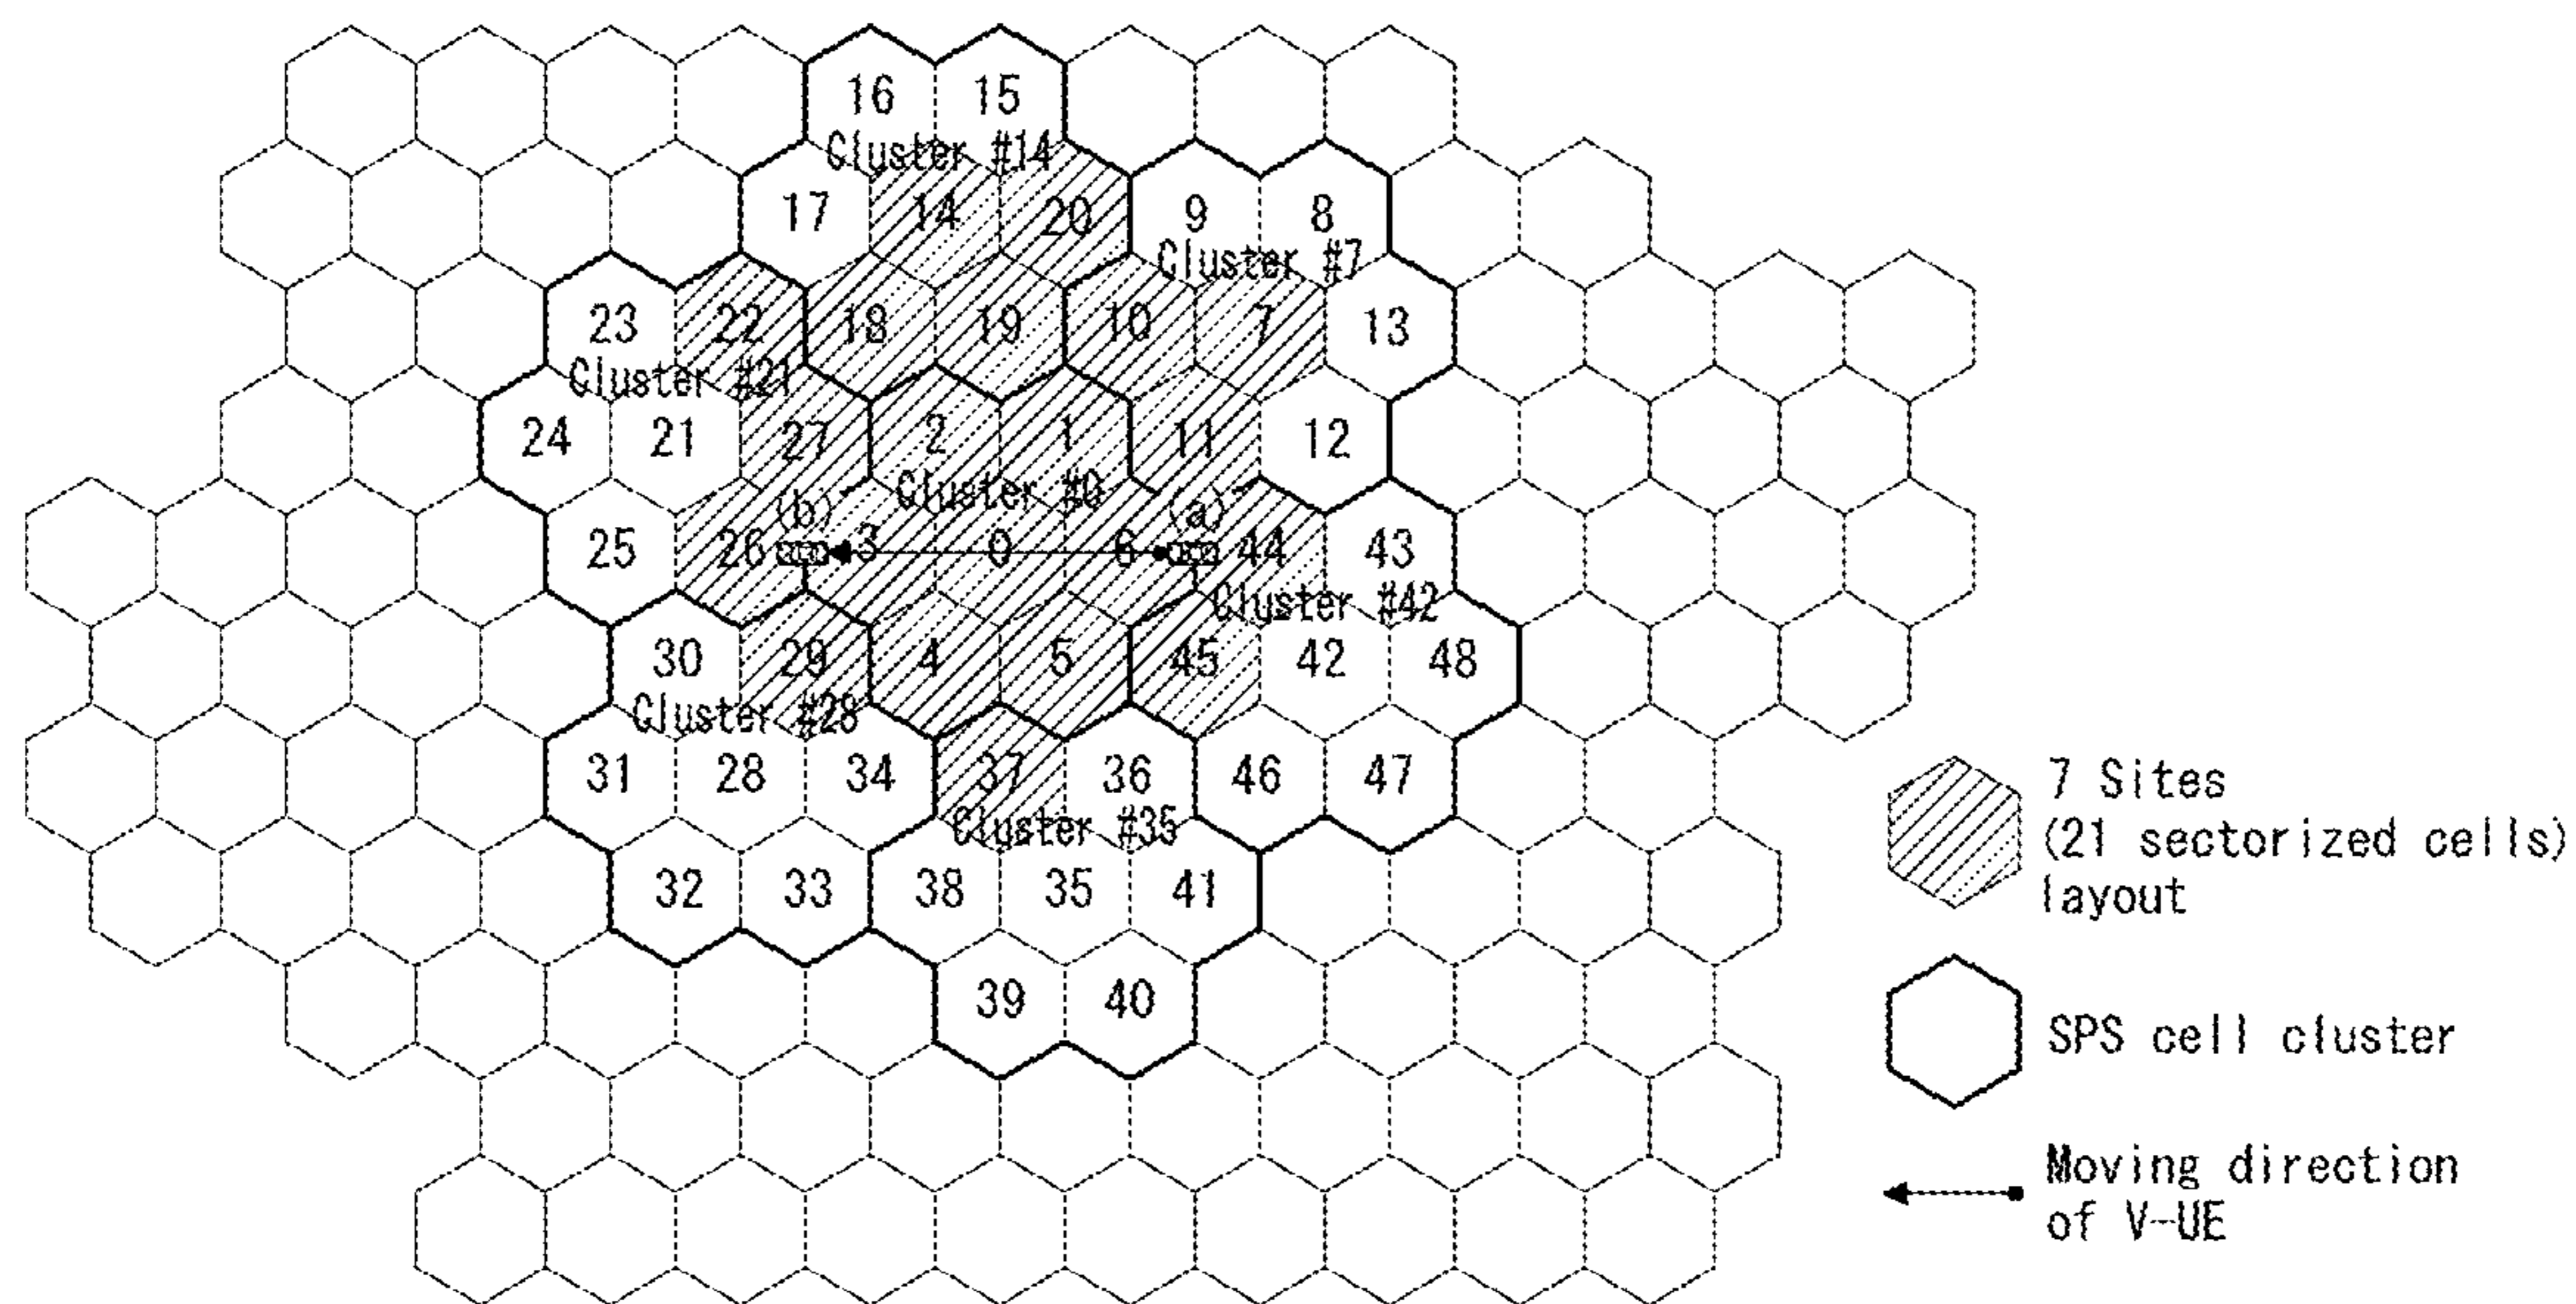 16 15
Cluster #14
17 14 20 9 8
Cluster #7
23 22 18 19 10 7 13
Cluster #21
24 21 27 2 1 11 12
Cluster #0
(b) (a)
25 26 3 0 6 44 43
Cluster #42
30 29 4 5 45 42 48
Cluster #28
31 28 34 37 36 46 47
Cluster #35
32 33 38 35 41
39 40
7 Sites
(21 sectorized cells)
layout
SPS cell cluster
Moving direction
of V-UE